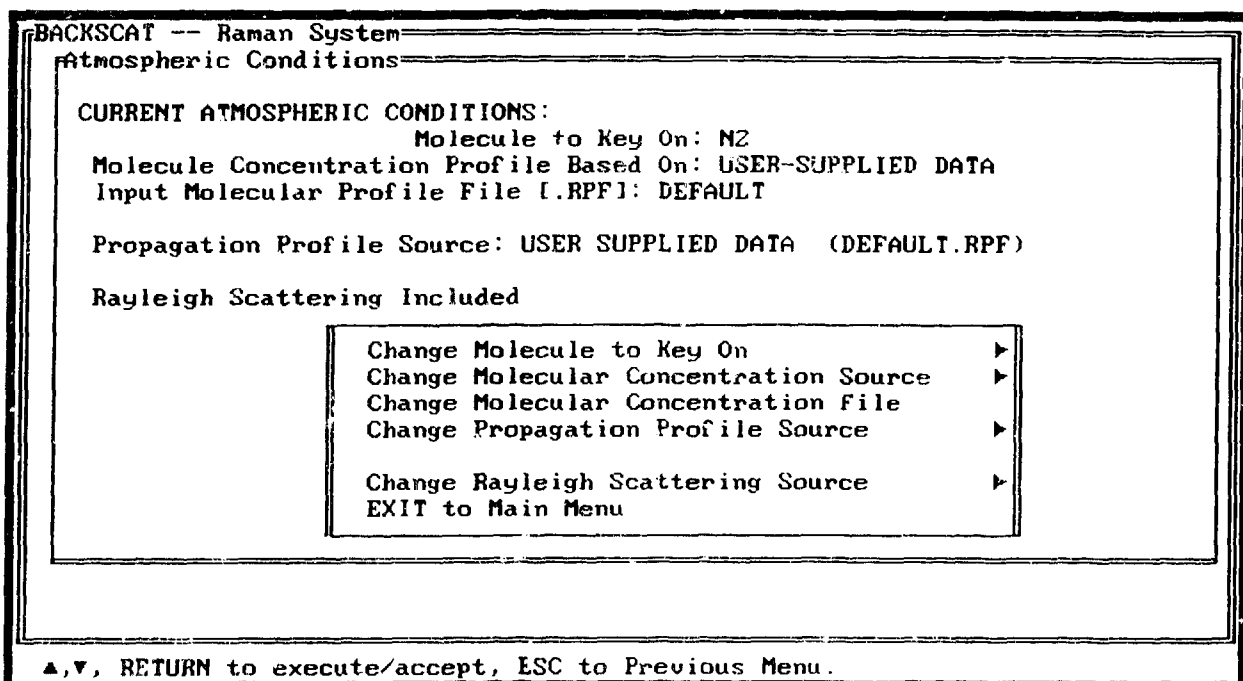 BACKSCAT -- Raman System
Atmospheric Conditions
CURRENT ATMOSPHERIC CONDITIONS:
Molecule to Key On: N2
Molecule Concentration Profile Based On: USER-SUPPLIED DATA
Input Molecular Profile File [.RPF]: DEFAULT
Propagation Profile Source: USER SUPPLIED DATA (DEFAULT.RPF)
Rayleigh Scattering Included
Change Molecule to Key On ►
Change Molecular Concentration Source ►
Change Molecular Concentration File
Change Propagation Profile Source ►
Change Rayleigh Scattering Source ►
EXIT to Main Menu
▲,▼, RETURN to execute/accept, ESC to Previous Menu.